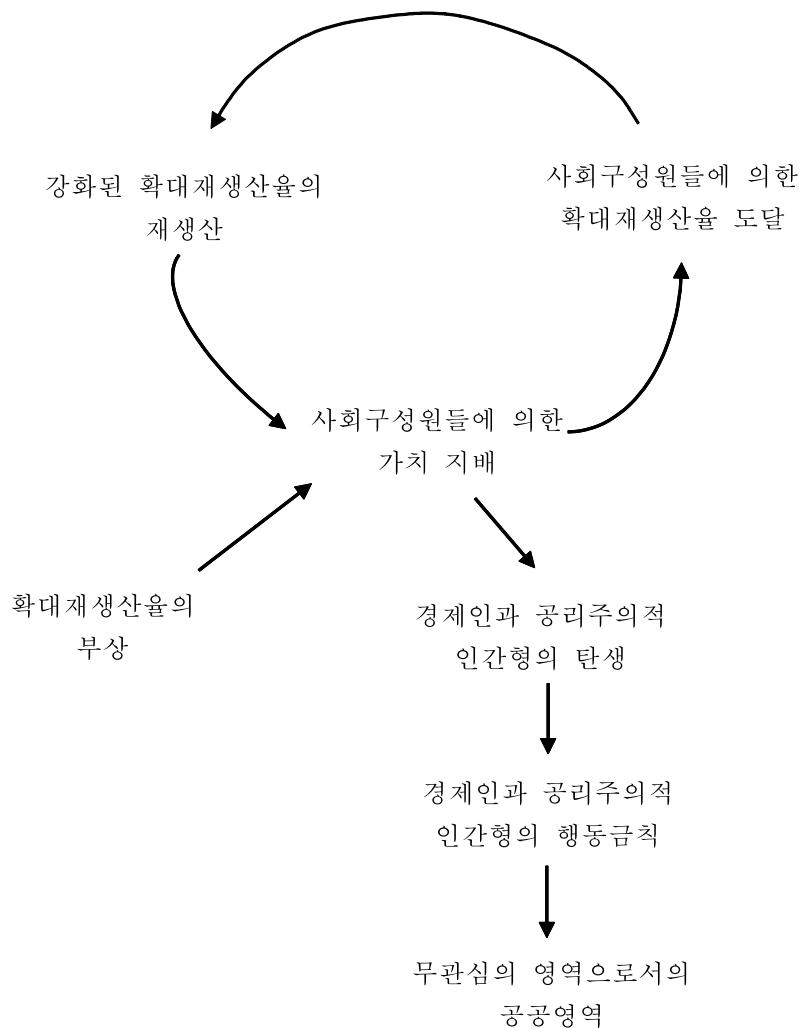 강화된 확대재생산율의
재생산
사회구성원들에 의한
확대재생산율 도달
사회구성원들에 의한
가치 지배
확대재생산율의
부상
경제인과 공리주의적
인간형의 탄생
경제인과 공리주의적
인간형의 행동금칙
무관심의 영역으로서의
공공영역